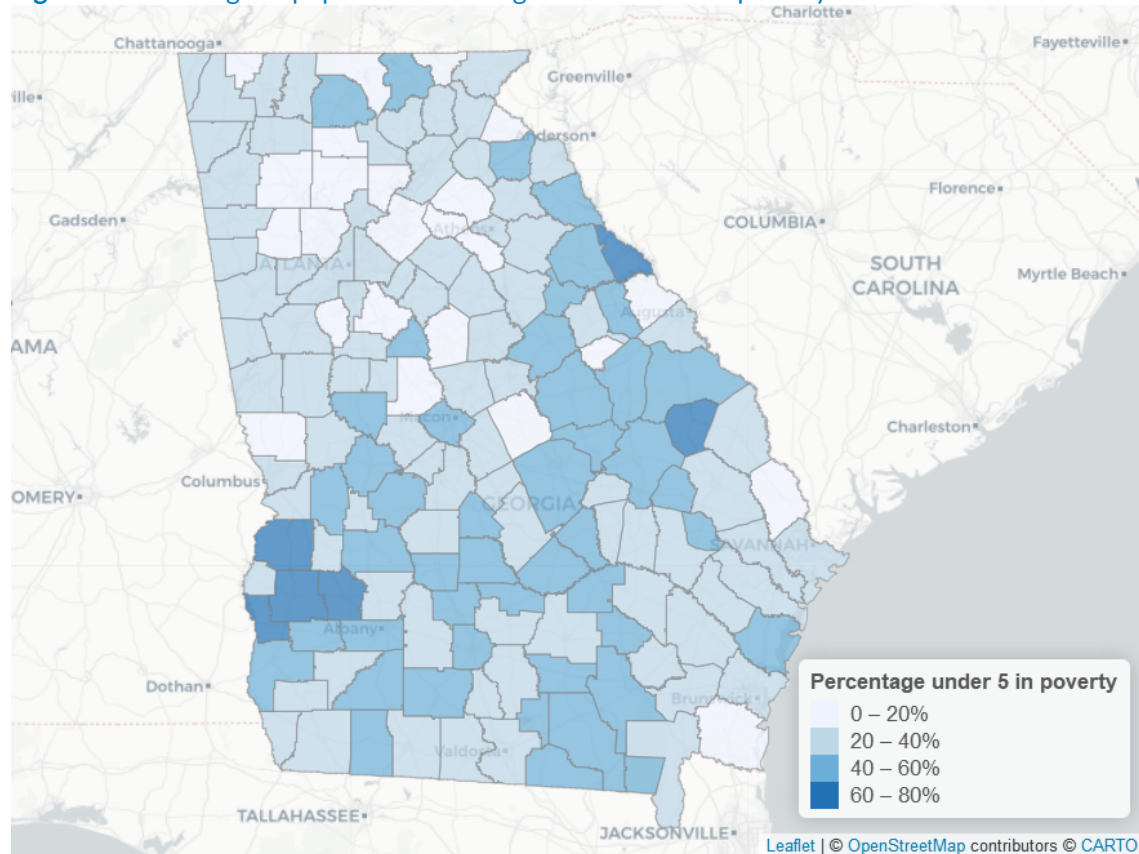 Charlotte
Chattanooga
Fayetteville
Greenville
ille
Anderson
Florence
Gadsden
COLUMBIA
Athens
ATLANTA
SOUTH
CAROLINA
Myrtle Beach
Augusta
AMA
Macon
Charleston
Columbus
OMERY
GEORGIA
SAVANNAH
Albany
Dothan
Brunswick
Valdosta
TALLAHASSEE
JACKSONVILLE
Percentage under 5 in poverty
0 – 20%
20 – 40%
40 – 60%
60 – 80%
Leaflet | © OpenStreetMap contributors © CARTO